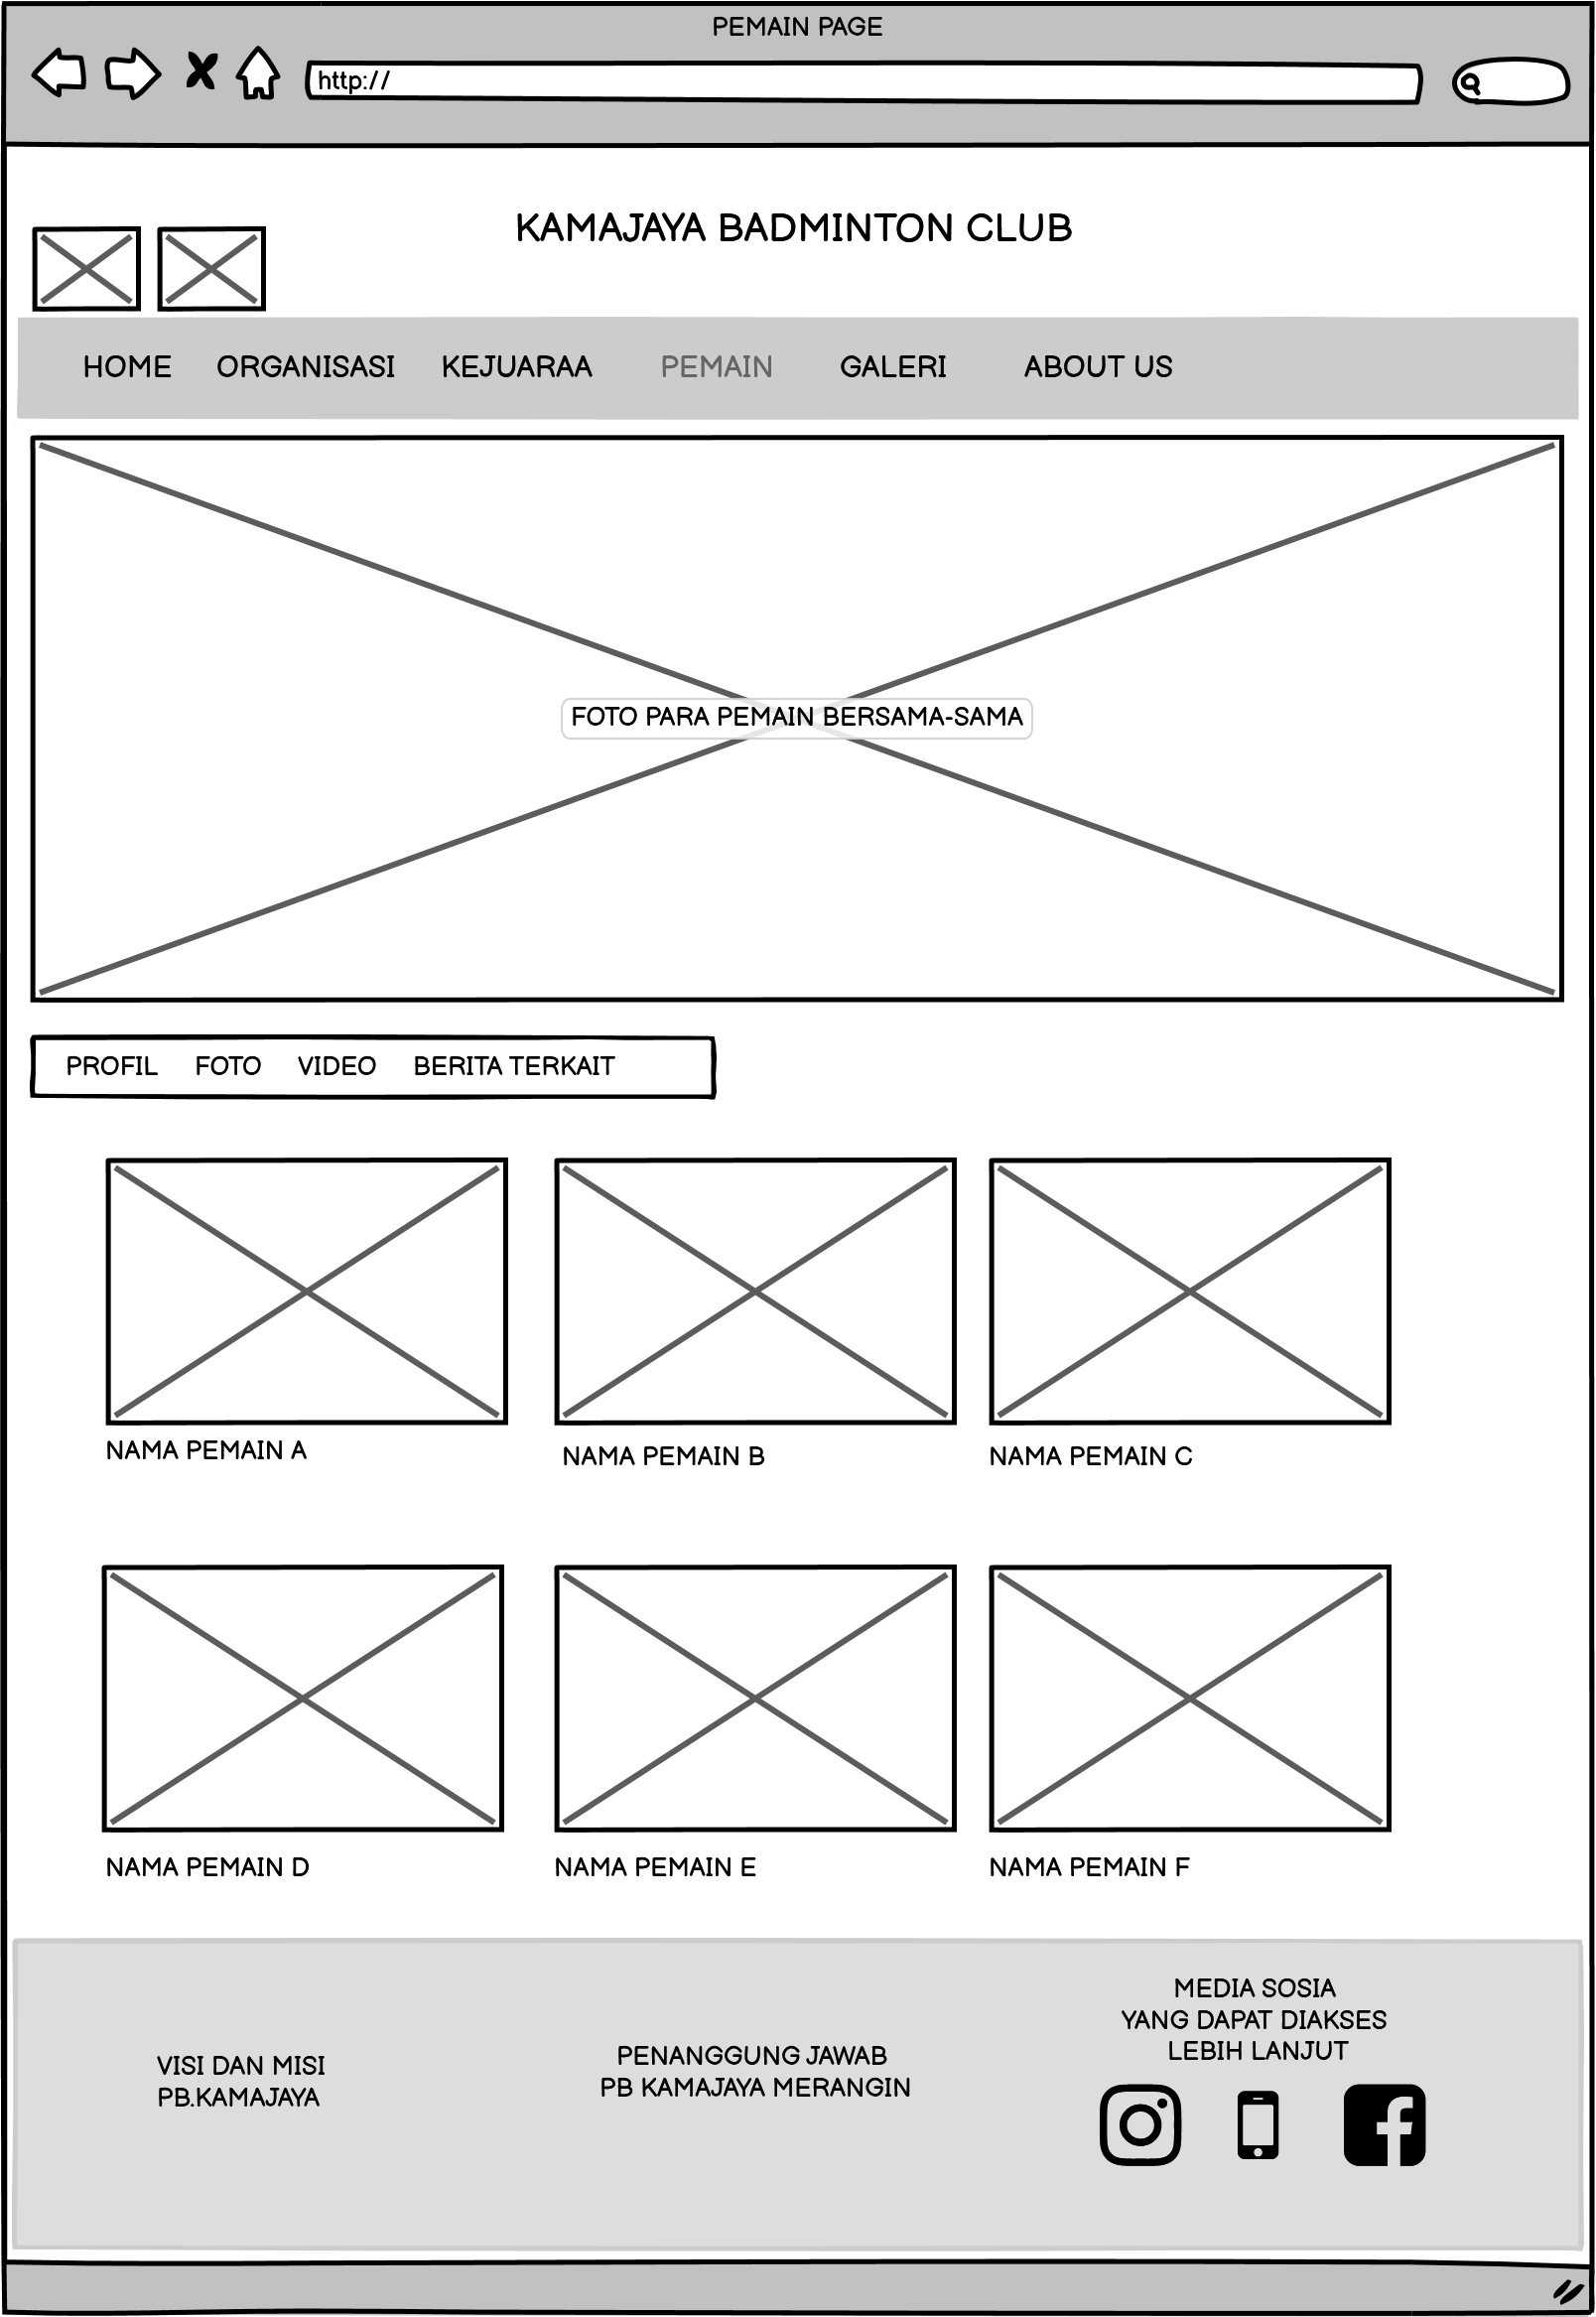 PEMAIN PAGE
http://
KAMAJAYA BADMINTON CLUB
HOME ORGANISASI KEJUARAA PEMAIN GALERI ABOUT US
FOTO PARA PEMAIN BERSAMA-SAMA
PROFIL FOTO VIDEO BERITA TERKAIT
NAMA PEMAIN A
NAMA PEMAIN B
NAMA PEMAIN C
NAMA PEMAIN D
NAMA PEMAIN E
NAMA PEMAIN F
VISI DAN MISI
PB.KAMAJAYA
PENANGGUNG JAWAB
PB KAMAJAYA MERANGIN
MEDIA SOSIA
YANG DAPAT DIAKSES
LEBIH LANJUT